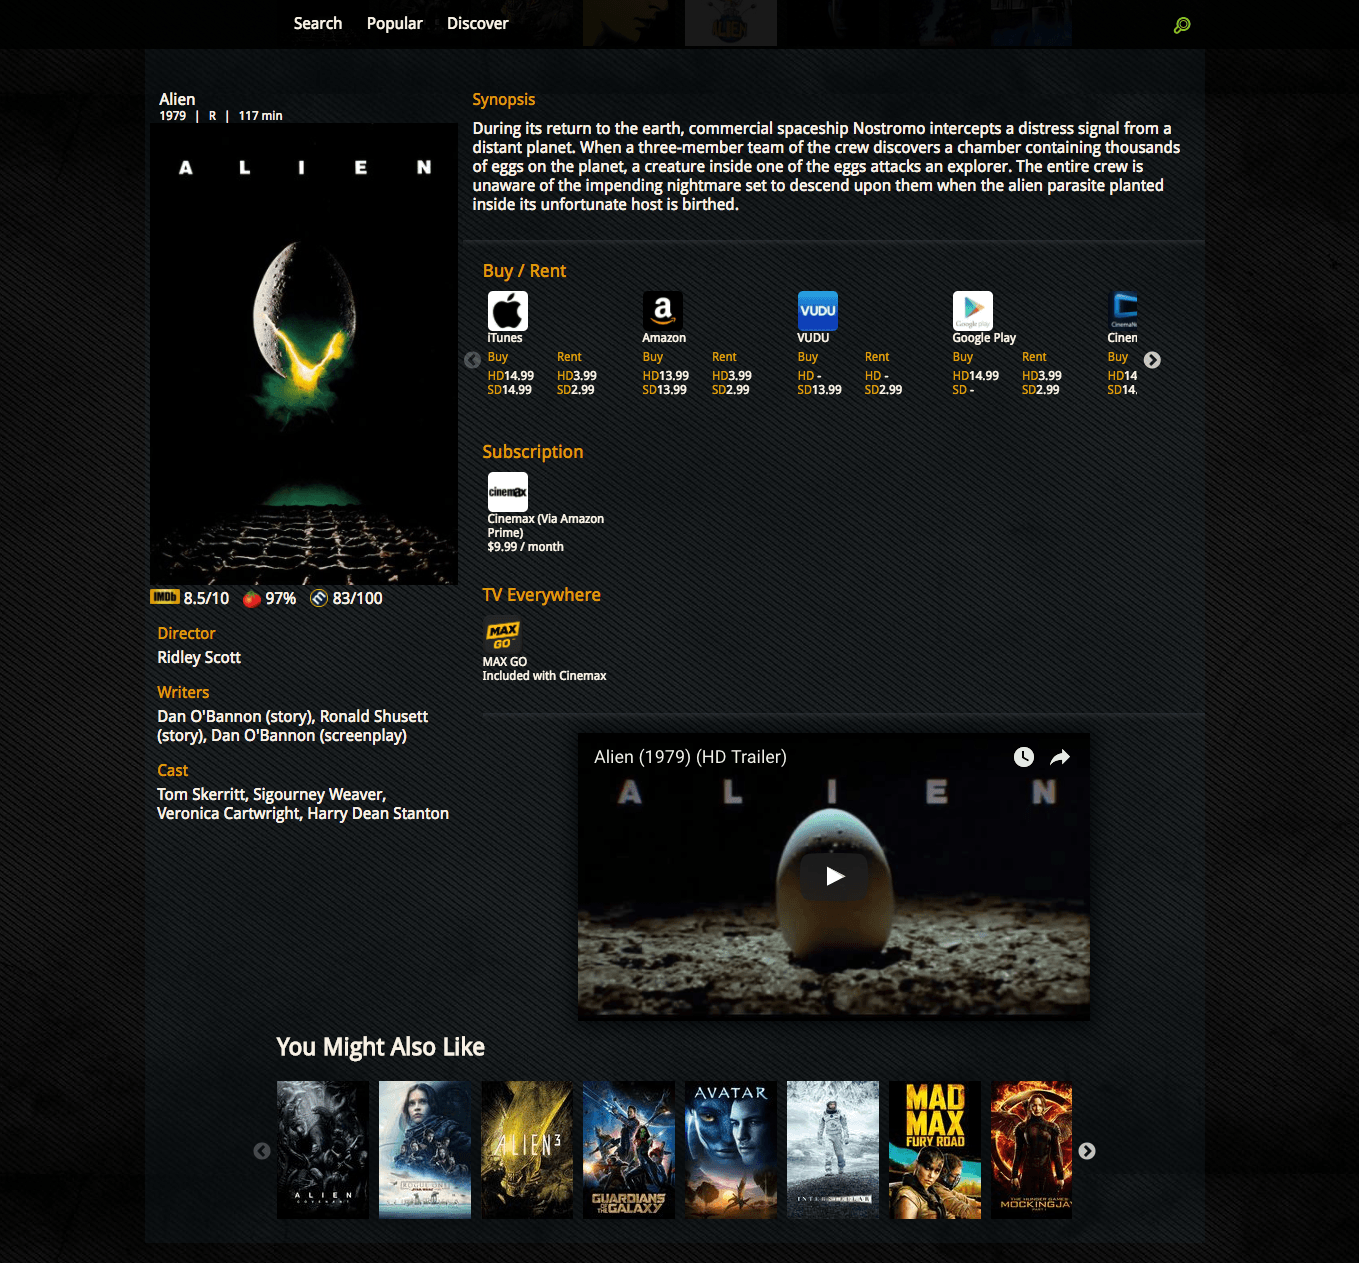 Search Popular Discover
Alien
1979 | R | 117 min
A L I E N
IMDb 8.5/10 97% 83/100
Director
Ridley Scott
Writers
Dan O'Bannon (story), Ronald Shusett
(story), Dan O'Bannon (screenplay)
Cast
Tom Skerritt, Sigourney Weaver,
Veronica Cartwright, Harry Dean Stanton
Synopsis
During its return to the earth, commercial spaceship Nostromo intercepts a distress signal from a
distant planet. When a three-member team of the crew discovers a chamber containing thousands
of eggs on the planet, a creature inside one of the eggs attacks an explorer. The entire crew is
unaware of the impending nightmare set to descend upon them when the alien parasite planted
inside its unfortunate host is birthed.
Buy / Rent
a VUDU Google play
iTunes Amazon VUDU Google Play Cinen
Buy Rent Buy Rent Buy Rent Buy Rent Buy
HD14.99 HD3.99 HD13.99 HD3.99 HD - HD - HD14.99 HD3.99 HD14
SD14.99 SD2.99 SD13.99 SD2.99 SD13.99 SD2.99 SD - SD2.99 SD14.
Subscription
cinemax
Cinemax (Via Amazon
Prime)
$9.99 / month
TV Everywhere
MAX
GO
MAX GO
Included with Cinemax
Alien (1979) (HD Trailer)
A L I E N
You Might Also Like
ALIEN
COVENANT
ALIEN³
GUARDIANS
OF THE
GALAXY
AVATAR
INTERSTELLAR
MAD
MAX
FURY ROAD
THE HUNGER GAMES
MOCKINGJA